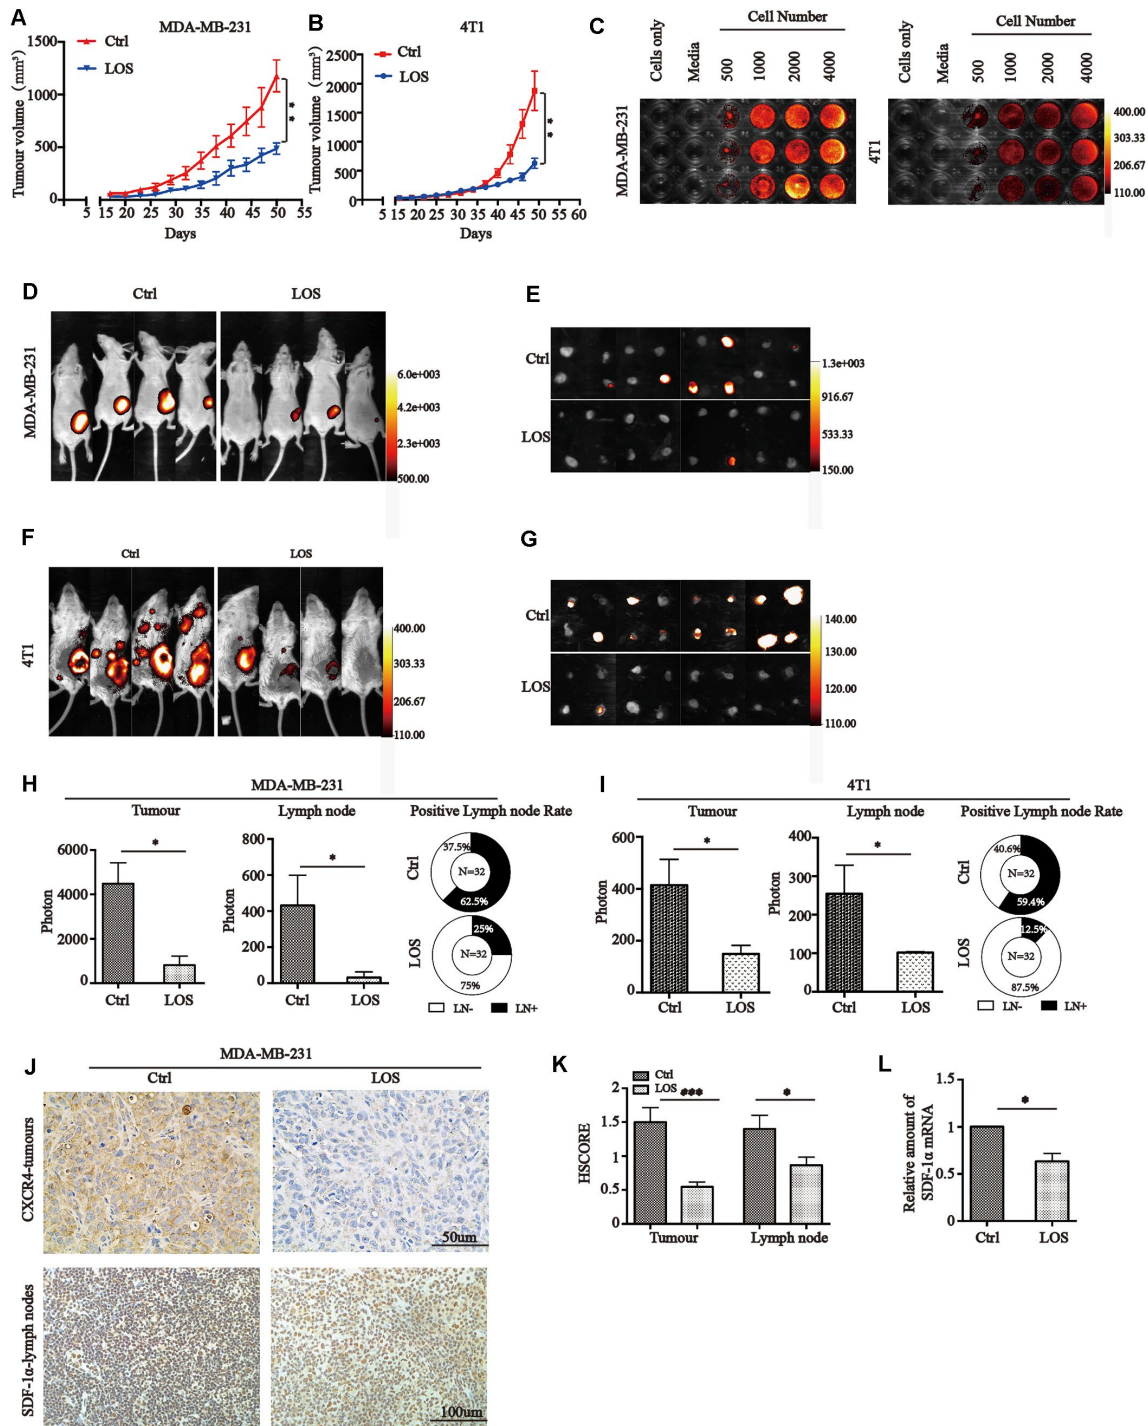 A
MDA-MB-231
Ctrl
LOS
Tumour volume (mm³)
1500
1000
500
0
5 15 20 25 30 35 40 45 50 55
Days
**
B
4T1
Ctrl
LOS
Tumour volume (mm³)
2500
2000
1500
1000
500
0
5 15 20 25 30 35 40 45 50 55 60
Days
**
C
Cell Number
Cells only
Media
500
1000
2000
4000
MDA-MB-231
Cell Number
Cells only
Media
500
1000
2000
4000
4T1
400.00
303.33
206.67
110.00
D
Ctrl
LOS
MDA-MB-231
6.0e+003
4.2e+003
2.3e+003
500.00
E
Ctrl
LOS
1.3e+003
916.67
533.33
150.00
F
Ctrl
LOS
4T1
400.00
303.33
206.67
110.00
G
Ctrl
LOS
140.00
130.00
120.00
110.00
H
MDA-MB-231
Tumour
Lymph node
Positive Lymph node Rate
Photon
6000
4000
2000
0
*
Ctrl LOS
Photon
800
600
400
200
0
*
Ctrl LOS
Ctrl
37.5%
N=32
62.5%
LOS
25%
N=32
75%
LN- LN+
I
4T1
Tumour
Lymph node
Positive Lymph node Rate
Photon
600
400
200
0
*
Ctrl LOS
Photon
400
300
200
100
0
*
Ctrl LOS
Ctrl
40.6%
N=32
59.4%
LOS
12.5%
N=32
87.5%
LN- LN+
J
MDA-MB-231
Ctrl
LOS
CXCR4-tumours
50um
SDF-1α-lymph nodes
100um
K
Ctrl
LOS
HSCORE
2
1.5
1
0.5
0
***
*
Tumour Lymph node
L
Relative amount of
SDF-1α mRNA
1.5
1
0.5
0
*
Ctrl LOS